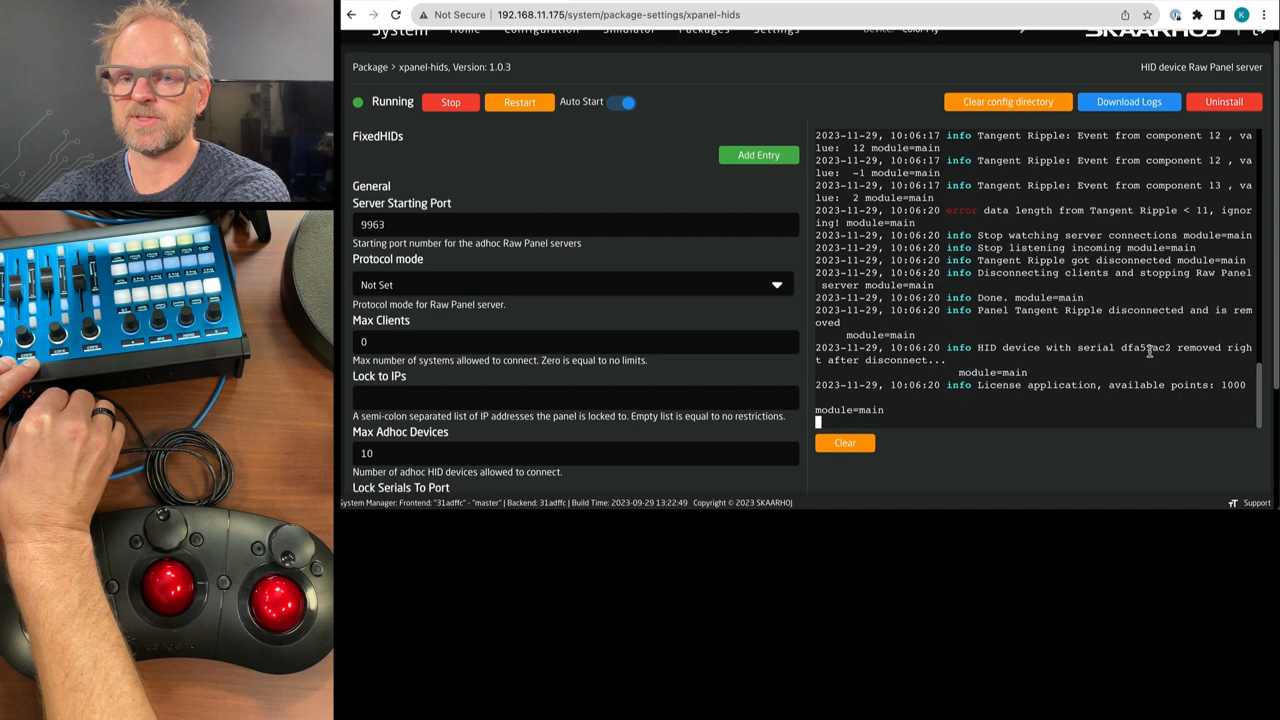 Not Secure 192.168.11.175/system/package-settings/xpanel-hids
K
System Home Configuration Simulator Packages Settings Device: Color Fly SKAARHOJ
Package > xpanel-hids, Version: 1.0.3 HID device Raw Panel server
Running Stop Restart Auto Start Clear config directory Download Logs Uninstall
FixedHIDs
Add Entry
General
Server Starting Port
9963
Starting port number for the adhoc Raw Panel servers
Protocol mode
Not Set
Protocol mode for Raw Panel server.
Max Clients
0
Max number of systems allowed to connect. Zero is equal to no limits.
Lock to IPs
A semi-colon separated list of IP addresses the panel is locked to. Empty list is equal to no restrictions.
Max Adhoc Devices
10
Number of adhoc HID devices allowed to connect.
Lock Serials To Port
2023-11-29, 10:06:17 info Tangent Ripple: Event from component 12 , va
lue: 12 module=main
2023-11-29, 10:06:17 info Tangent Ripple: Event from component 12 , va
lue: -1 module=main
2023-11-29, 10:06:17 info Tangent Ripple: Event from component 13 , va
lue: 2 module=main
2023-11-29, 10:06:20 error data length from Tangent Ripple < 11, ignor
ing! module=main
2023-11-29, 10:06:20 info Stop watching server connections module=main
2023-11-29, 10:06:20 info Stop listening incoming module=main
2023-11-29, 10:06:20 info Tangent Ripple got disconnected module=main
2023-11-29, 10:06:20 info Disconnecting clients and stopping Raw Panel
server module=main
2023-11-29, 10:06:20 info Done. module=main
2023-11-29, 10:06:20 info Panel Tangent Ripple disconnected and is rem
oved
module=main
2023-11-29, 10:06:20 info HID device with serial removed righ
t after disconnect...
module=main
2023-11-29, 10:06:20 info License application, available points: 1000
module=main
Clear
System Manager: Frontend: "31adffc" - "master" | Backend: 31adffc | Build Time: 2023-09-29 13:22:49 Copyright © 2023 SKAARHOJ Support